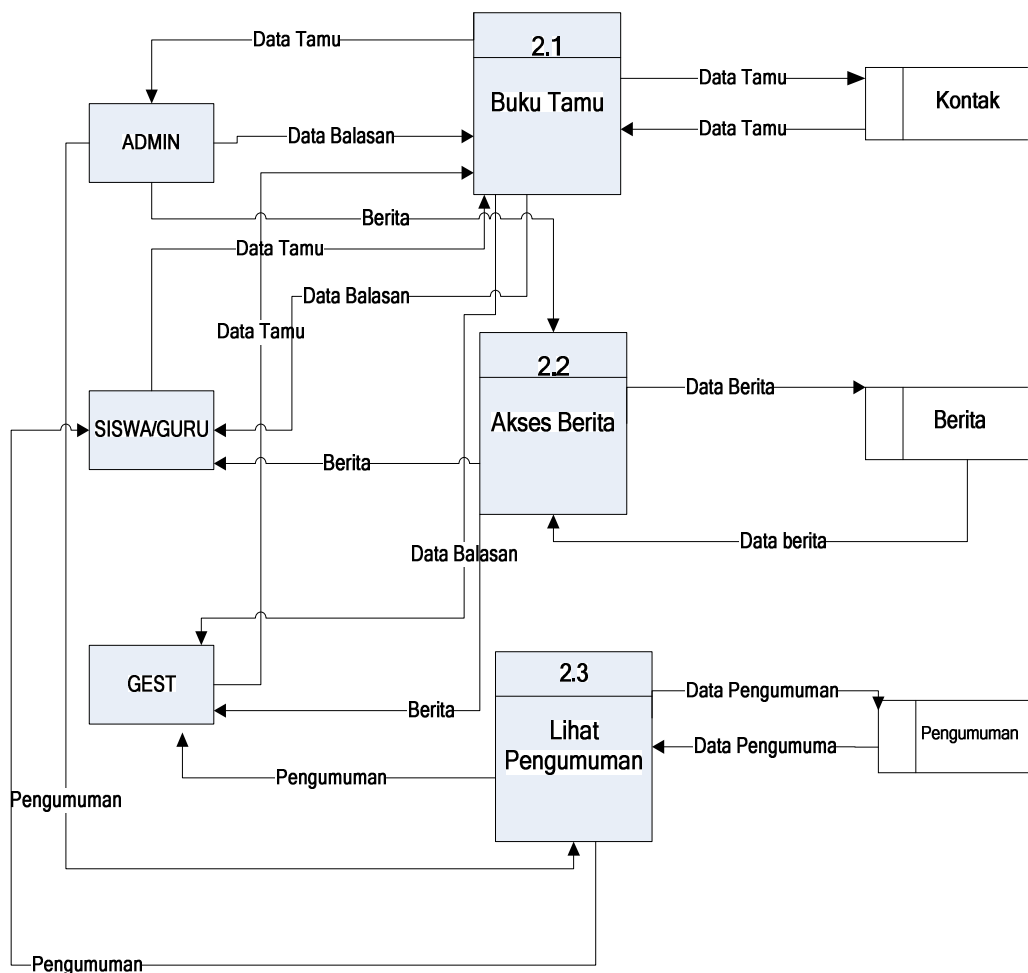 Data Tamu
2.1
Buku Tamu
Data Tamu
Kontak
ADMIN
Data Balasan
Data Tamu
Berita
Data Tamu
Data Balasan
Data Tamu
2.2
Akses Berita
Data Berita
Berita
SISWA/GURU
Berita
Data berita
Data Balasan
GEST
2.3
Lihat
Pengumuman
Data Pengumuman
Berita
Pengumuman
Data Pengumuma
Pengumuman
Pengumuman
Pengumuman